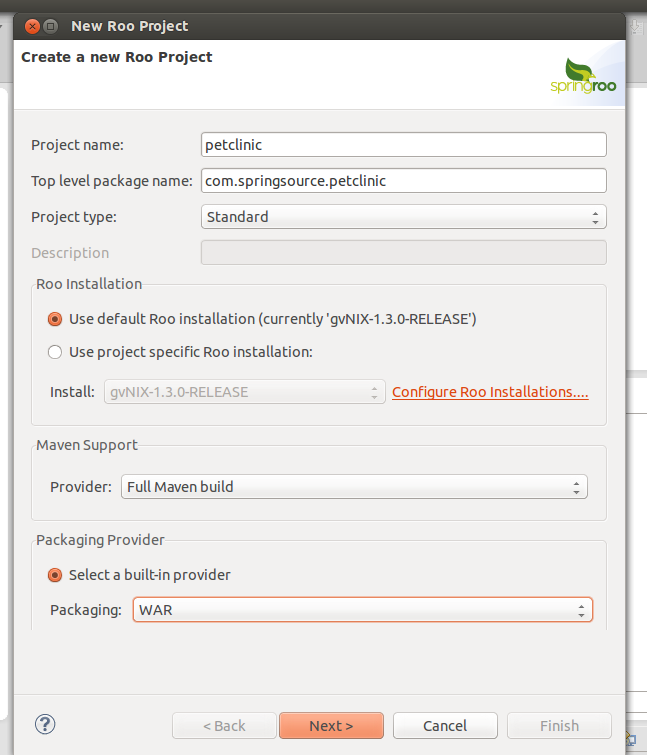 New Roo Project
Create a new Roo Project
springroo
Project name:
petclinic
Top level package name:
com.springsource.petclinic
Project type:
Standard
Description
Roo Installation
Use default Roo installation (currently 'gvNIX-1.3.0-RELEASE')
Use project specific Roo installation:
Install:
gvNIX-1.3.0-RELEASE
Configure Roo Installations....
Maven Support
Provider:
Full Maven build
Packaging Provider
Select a built-in provider
Packaging:
WAR
?
< Back
Next >
Cancel
Finish